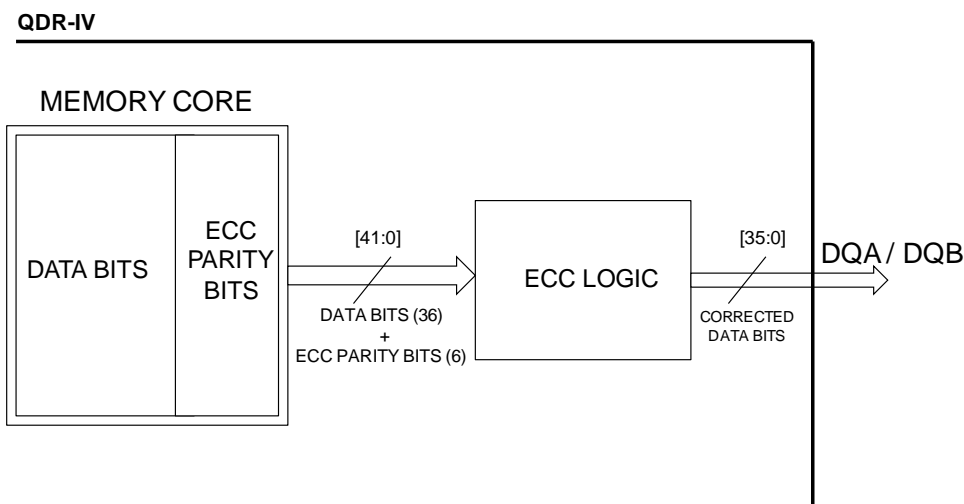 QDR-IV
MEMORY CORE
DATA BITS
ECC
PARITY
BITS
[41:0]
DATA BITS (36)
+
ECC PARITY BITS (6)
ECC LOGIC
[35:0]
CORRECTED
DATA BITS
DQA / DQB